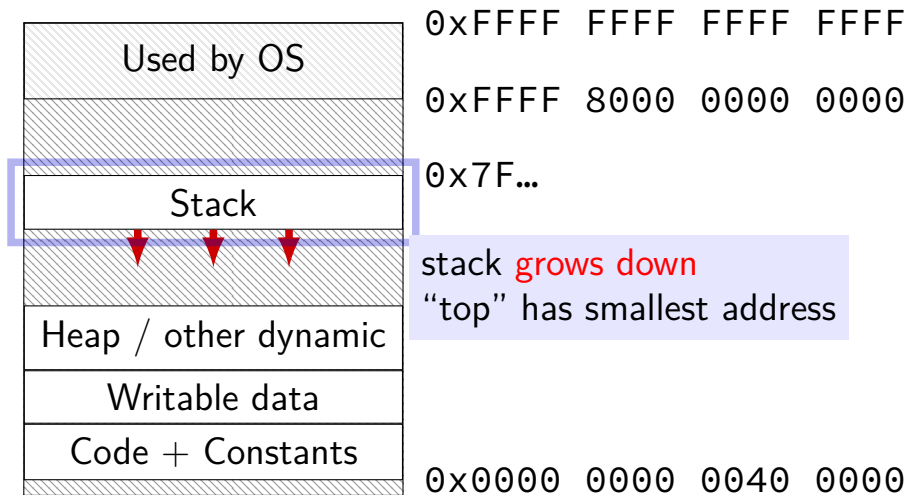 0xFFFF FFFF FFFF FFFF
Used by OS
0xFFFF 8000 0000 0000
0x7F…
Stack
stack grows down
“top” has smallest address
Heap / other dynamic
Writable data
Code + Constants
0x0000 0000 0040 0000